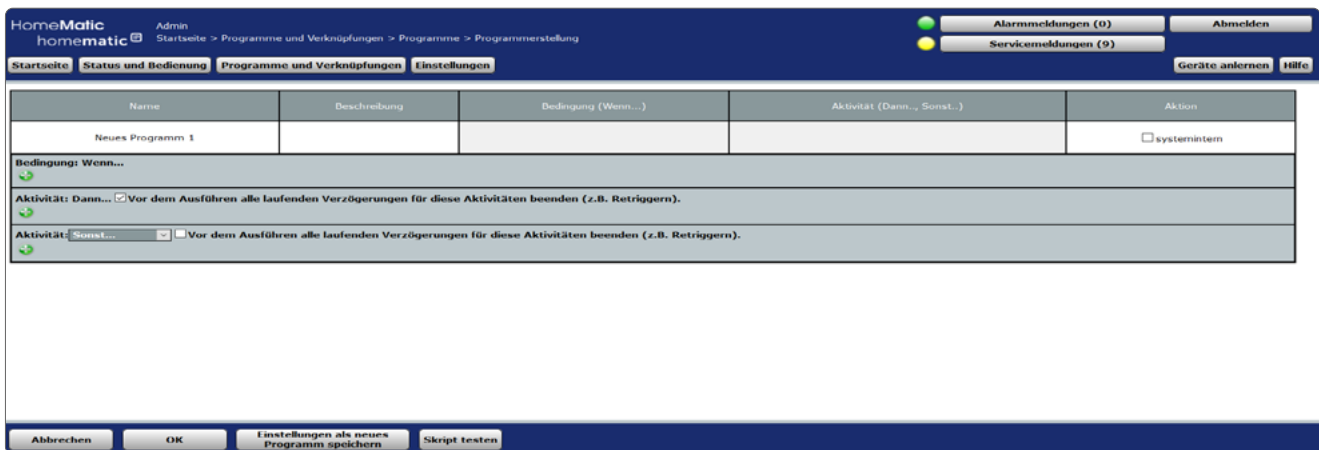 HomeMatic Admin Alarmmeldungen (0) Abmelden
homematic IP Startseite > Programme und Verknüpfungen > Programme > Programmerstellung Servicemeldungen (9)
Startseite Status und Bedienung Programme und Verknüpfungen Einstellungen Geräte anlernen Hilfe
Name Beschreibung Bedingung (Wenn...) Aktivität (Dann.., Sonst..) Aktion
Neues Programm 1 systemintern
Bedingung: Wenn...
Aktivität: Dann... Vor dem Ausführen alle laufenden Verzögerungen für diese Aktivitäten beenden (z.B. Retriggern).
Aktivität: Sonst... Vor dem Ausführen alle laufenden Verzögerungen für diese Aktivitäten beenden (z.B. Retriggern).
Abbrechen OK Einstellungen als neues Programm speichern Skript testen